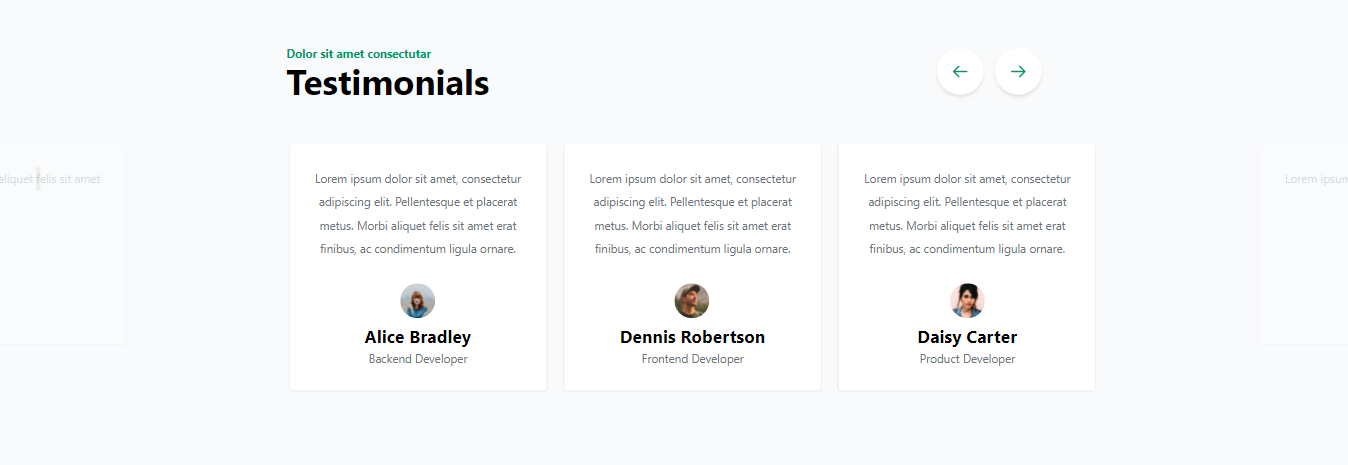 Dolor sit amet consectutar
Testimonials
aliquet felis sit amet
Lorem ipsum dolor sit amet, consectetur
adipiscing elit. Pellentesque et placerat
metus. Morbi aliquet felis sit amet erat
finibus, ac condimentum ligula ornare.
Alice Bradley
Backend Developer
Lorem ipsum dolor sit amet, consectetur
adipiscing elit. Pellentesque et placerat
metus. Morbi aliquet felis sit amet erat
finibus, ac condimentum ligula ornare.
Dennis Robertson
Frontend Developer
Lorem ipsum dolor sit amet, consectetur
adipiscing elit. Pellentesque et placerat
metus. Morbi aliquet felis sit amet erat
finibus, ac condimentum ligula ornare.
Daisy Carter
Product Developer
Lorem ipsum